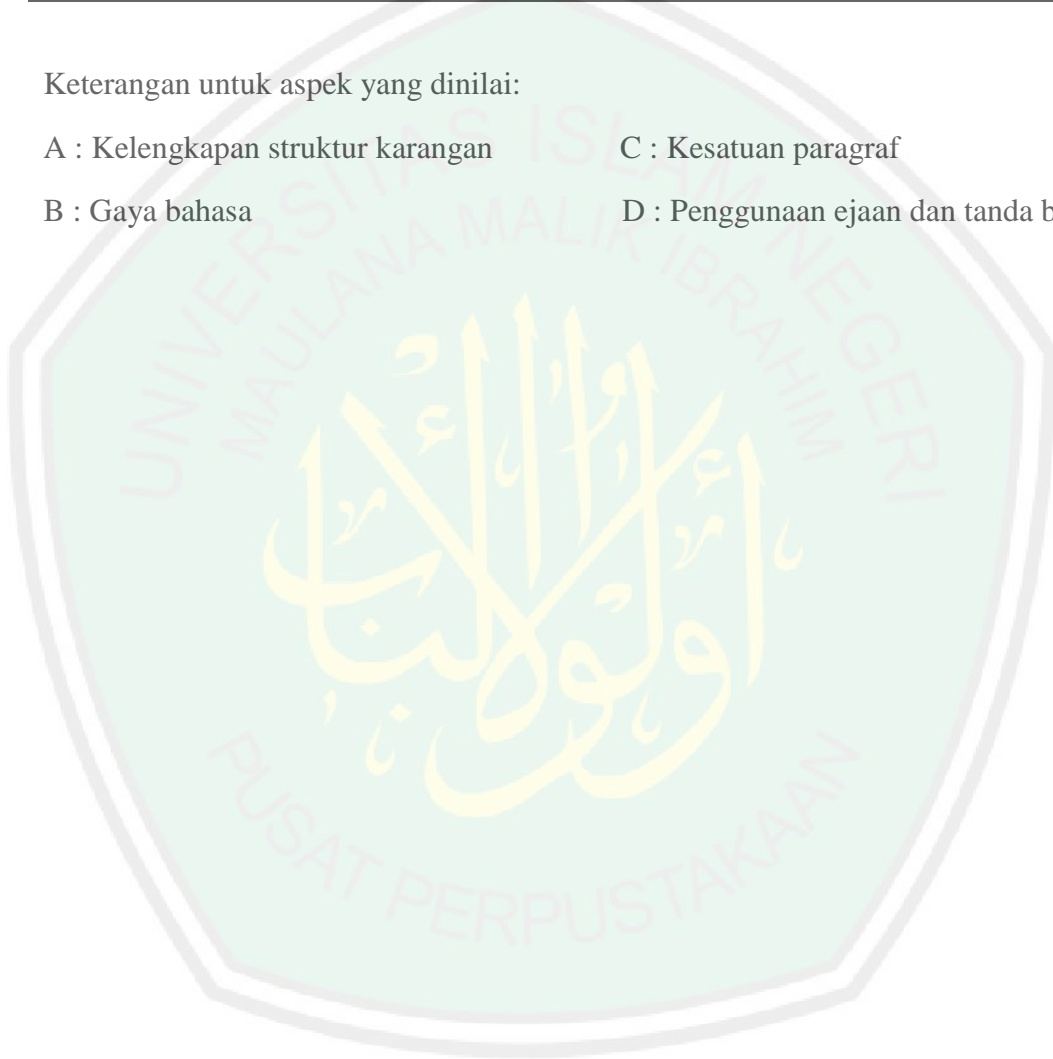 Keterangan untuk aspek yang dinilai:
A : Kelengkapan struktur karangan C : Kesatuan paragraf
B : Gaya bahasa D : Penggunaan ejaan dan tanda b
UNIVERSITAS ISLAM NEGERI
MAULANA MALIK IBRAHIM
أولوا الألباب
PUSAT PERPUSTAKAAN